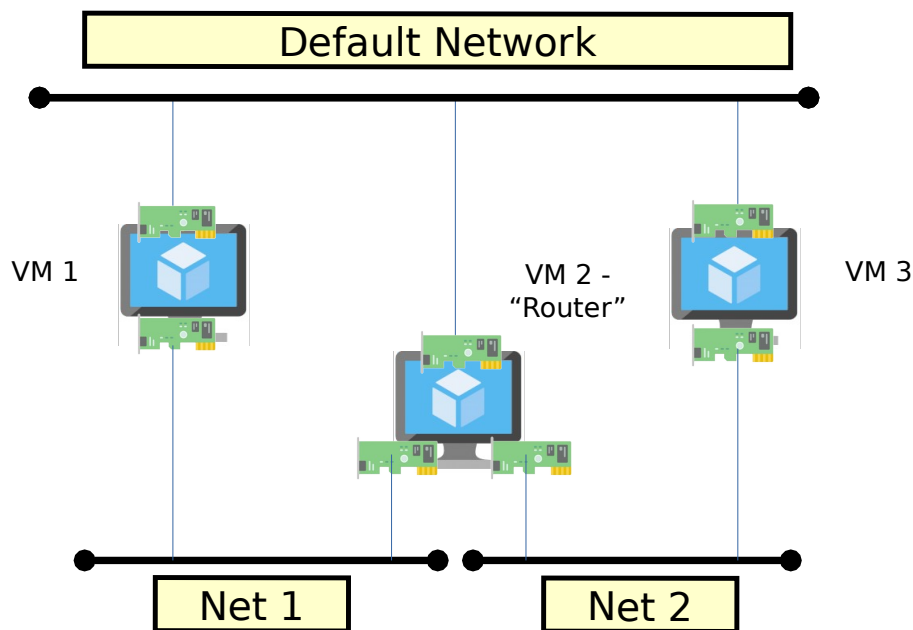 Default Network
VM 1
VM 2 -
“Router”
VM 3
Net 1
Net 2